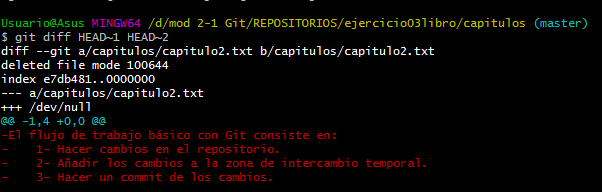 Usuario@Asus MINGW64 /d/mod 2-1 Git/REPOSITORIOS/ejercicio03libro/capitulos (master)
$ git diff HEAD~1 HEAD~2
diff --git a/capitulos/capitulo2.txt b/capitulos/capitulo2.txt
deleted file mode 100644
index e7db481..0000000
--- a/capitulos/capitulo2.txt
+++ /dev/null
@@ -1,4 +0,0 @@
-El flujo de trabajo básico con Git consiste en:
-    1- Hacer cambios en el repositorio.
-    2- Añadir los cambios a la zona de intercambio temporal.
-    3- Hacer un commit de los cambios.